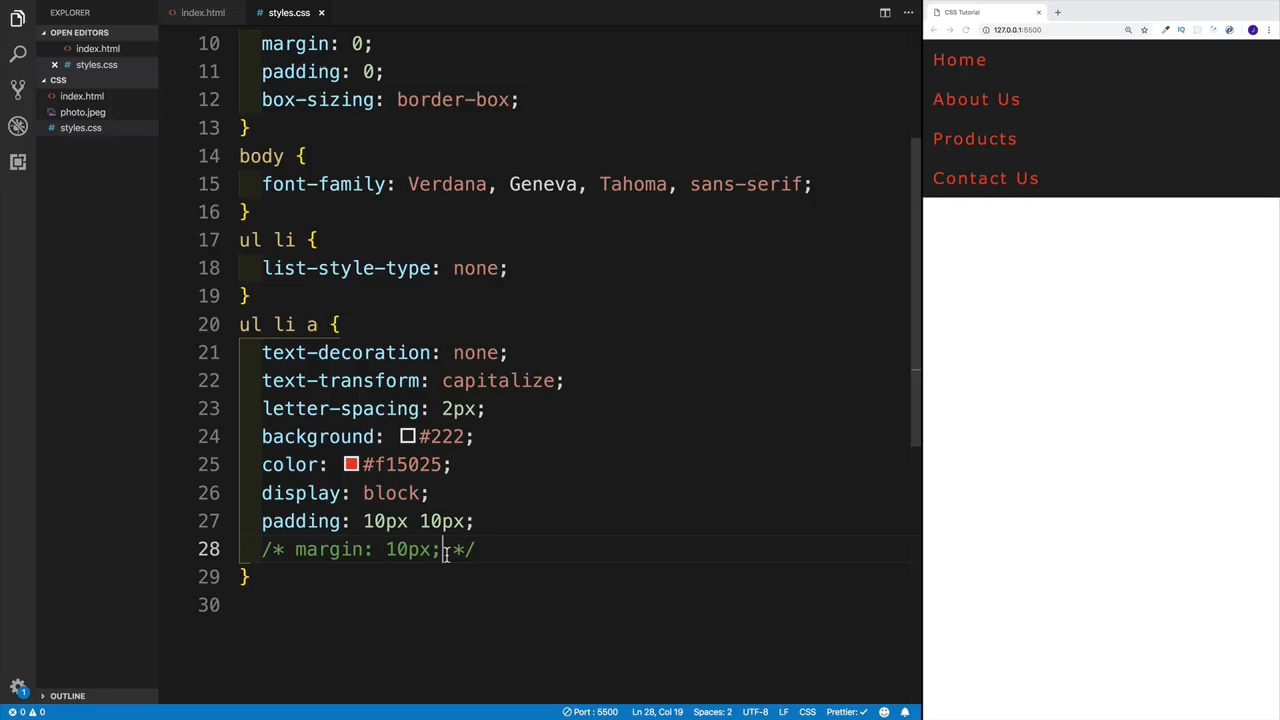 EXPLORER
OPEN EDITORS
index.html
styles.css
CSS
index.html
photo.jpeg
styles.css
OUTLINE
index.html
styles.css
10 margin: 0;
11 padding: 0;
12 box-sizing: border-box;
13 }
14 body {
15 font-family: Verdana, Geneva, Tahoma, sans-serif;
16 }
17 ul li {
18 list-style-type: none;
19 }
20 ul li a {
21 text-decoration: none;
22 text-transform: capitalize;
23 letter-spacing: 2px;
24 background: #222;
25 color: #f15025;
26 display: block;
27 padding: 10px 10px;
28 /* margin: 10px; */
29 }
30
CSS Tutorial
127.0.0.1:5500
IQ
J
Home
About Us
Products
Contact Us
1
0 0
Port : 5500
Ln 28, Col 19
Spaces: 2
UTF-8
LF
CSS
Prettier: ✓